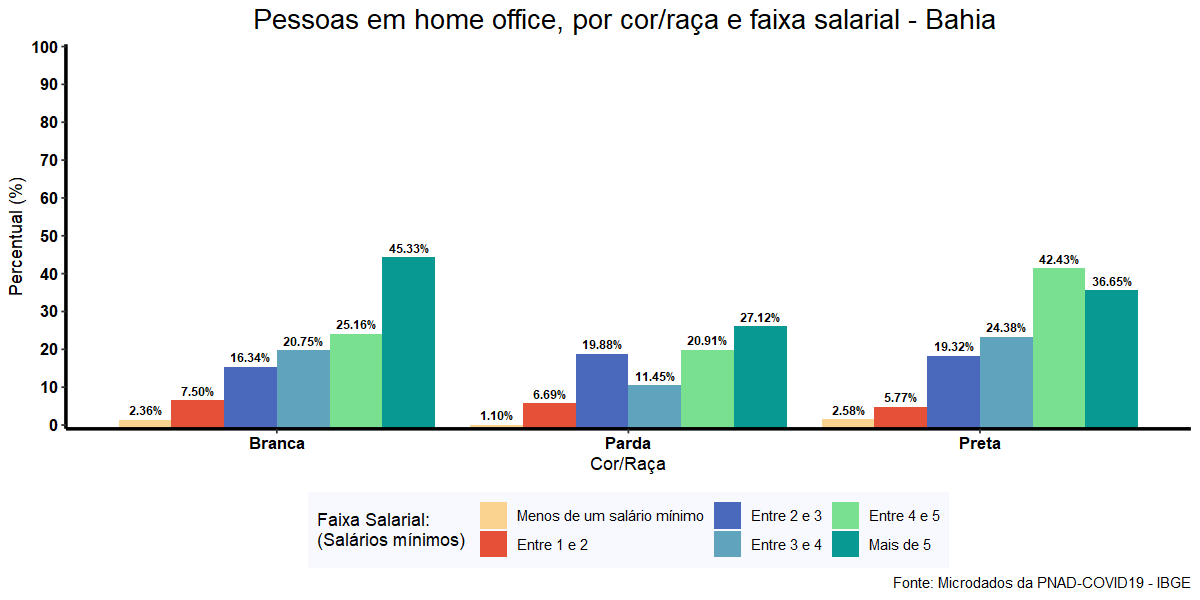 Pessoas em home office, por cor/raça e faixa salarial - Bahia
Percentual (%)
100
90
80
70
60
50
40
30
20
10
0
2.36%
7.50%
16.34%
20.75%
25.16%
45.33%
1.10%
6.69%
19.88%
11.45%
20.91%
27.12%
2.58%
5.77%
19.32%
24.38%
42.43%
36.65%
Branca
Parda
Preta
Cor/Raça
Faixa Salarial:
(Salários mínimos)
Menos de um salário mínimo
Entre 1 e 2
Entre 2 e 3
Entre 3 e 4
Entre 4 e 5
Mais de 5
Fonte: Microdados da PNAD-COVID19 - IBGE